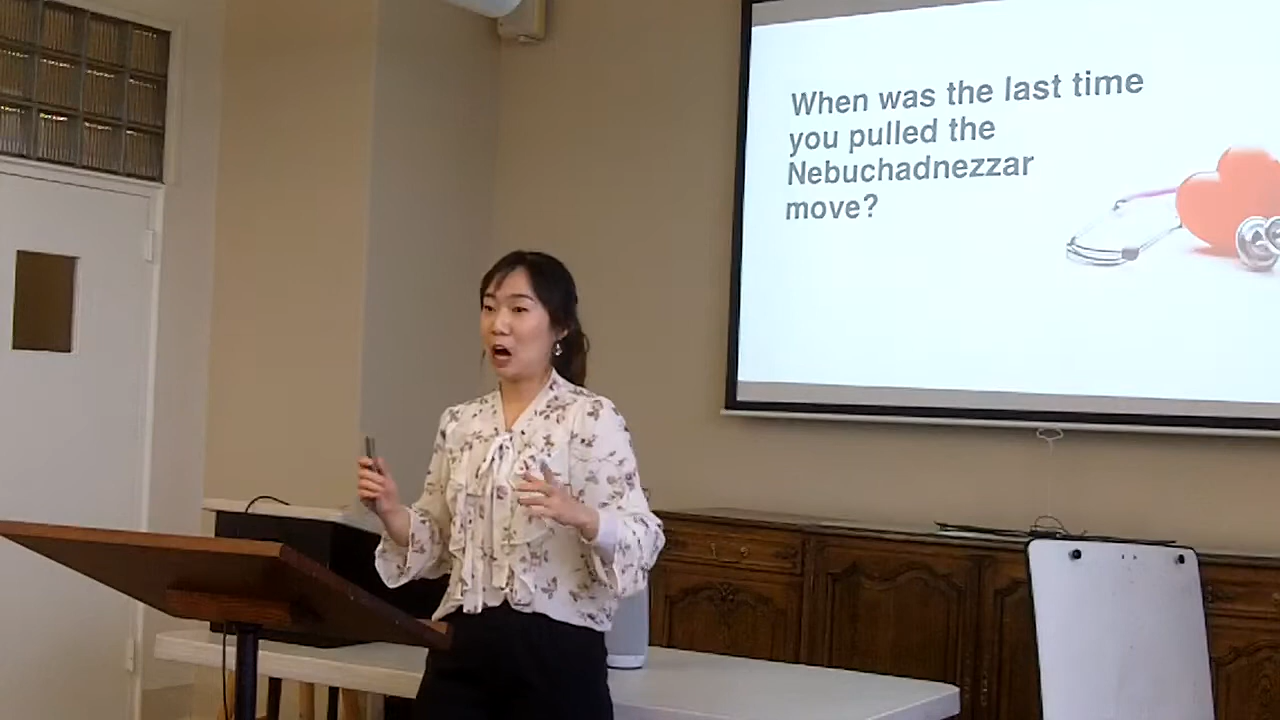 When was the last time
you pulled the
Nebuchadnezzar
move?